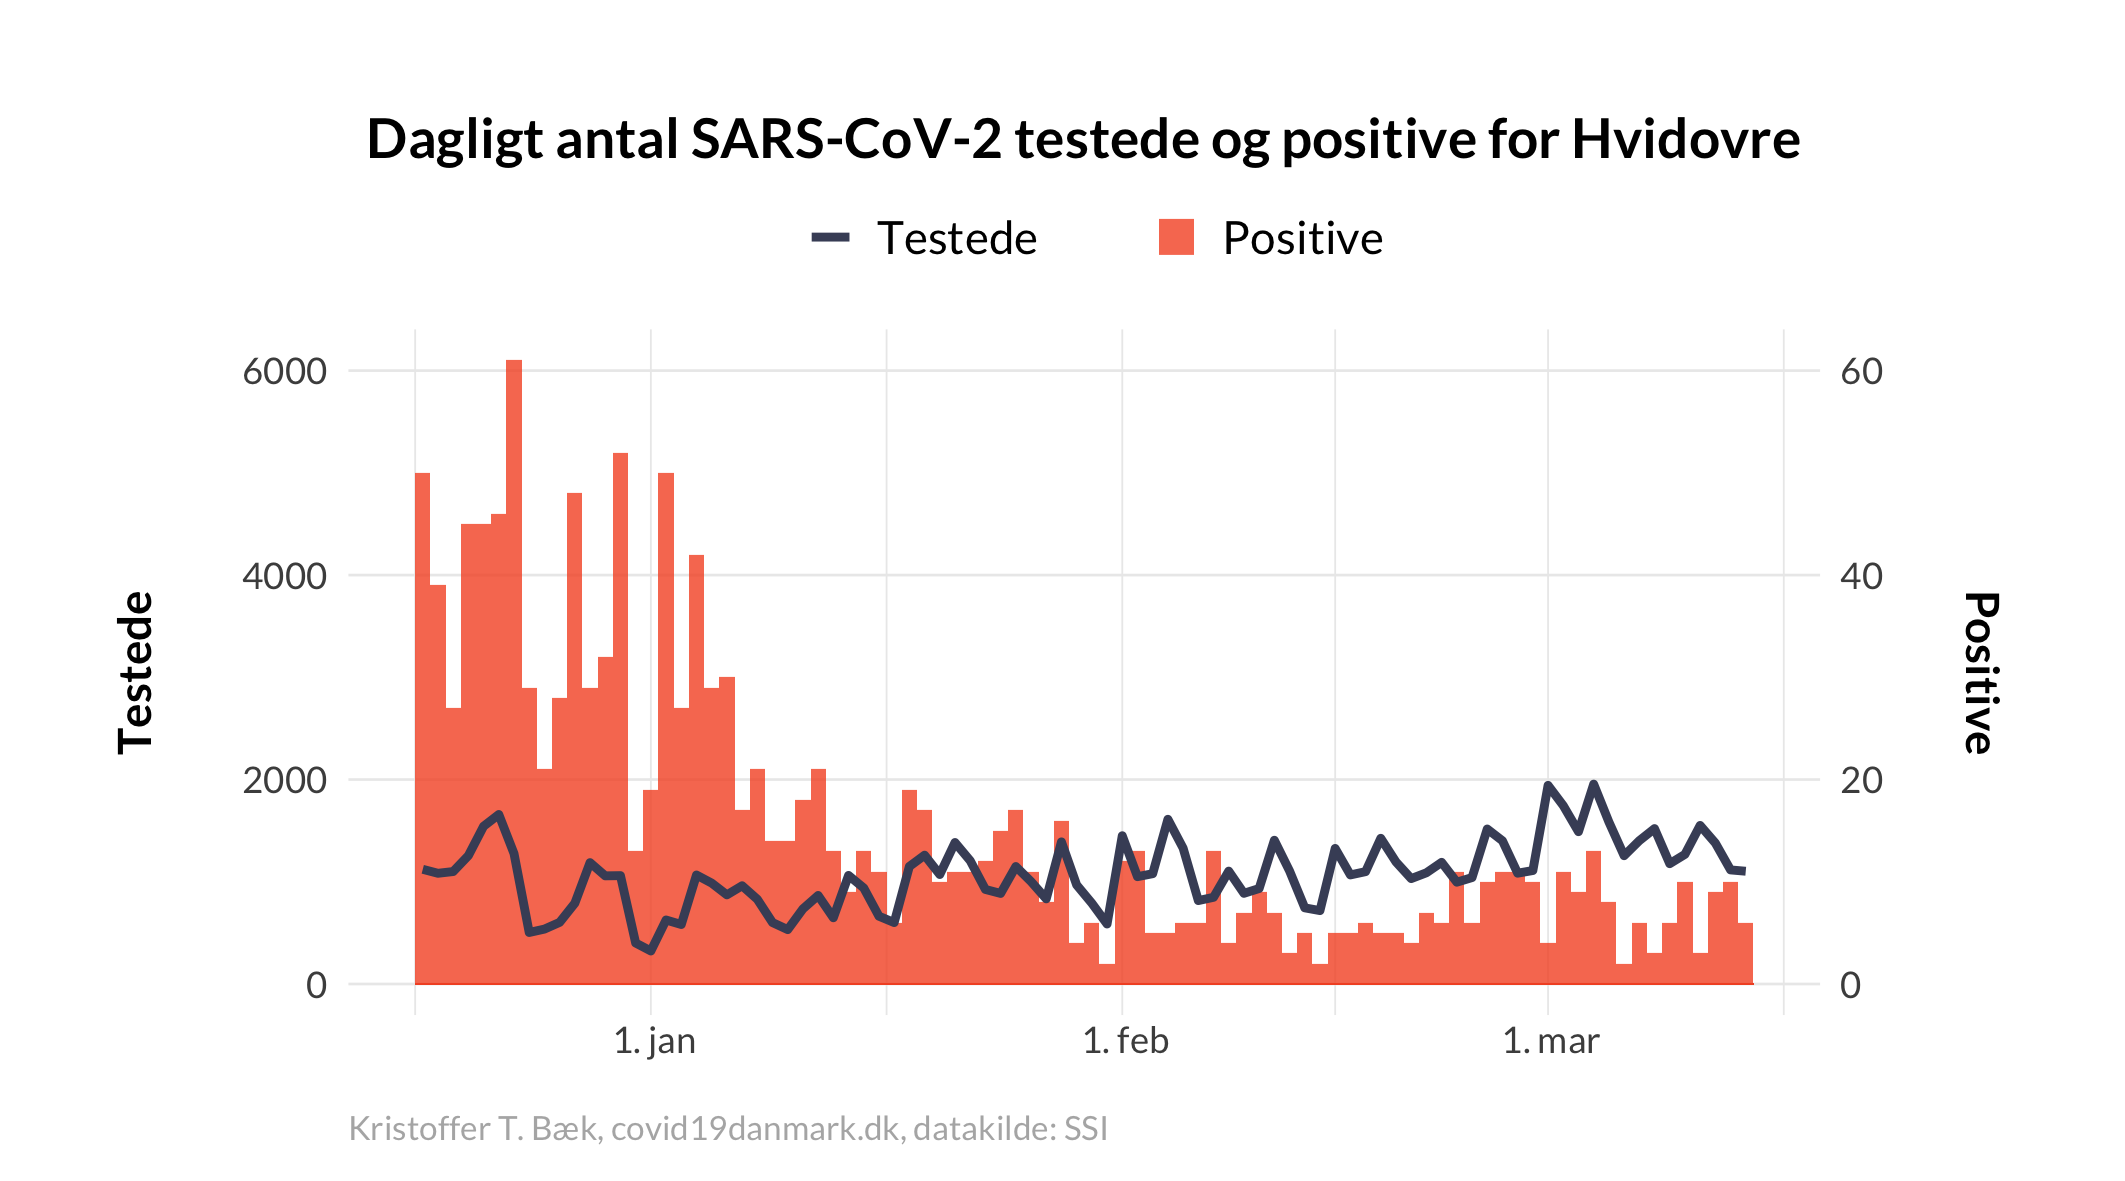 Dagligt antal SARS-CoV-2 testede og positive for Hvidovre
Testede Positive
6000 60
4000 40
2000 20
0 0
Testede
Positive
1. jan 1. feb 1. mar
Kristoffer T. Bæk, covid19danmark.dk, datakilde: SSI